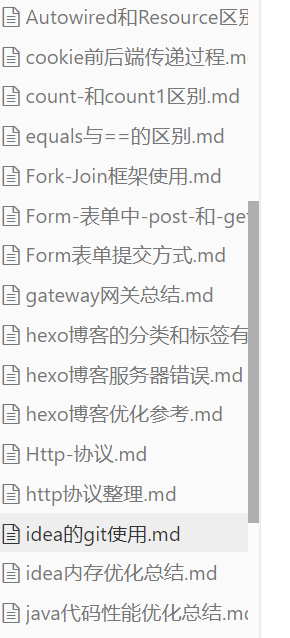 Autowired和Resource区别
cookie前后端传递过程.m
count-和count1区别.md
equals与==的区别.md
Fork-Join框架使用.md
Form-表单中-post-和-get
Form表单提交方式.md
gateway网关总结.md
hexo博客的分类和标签有
hexo博客服务器错误.md
hexo博客优化参考.md
Http-协议.md
http协议整理.md
idea的git使用.md
idea内存优化总结.md
java代码性能优化总结.md